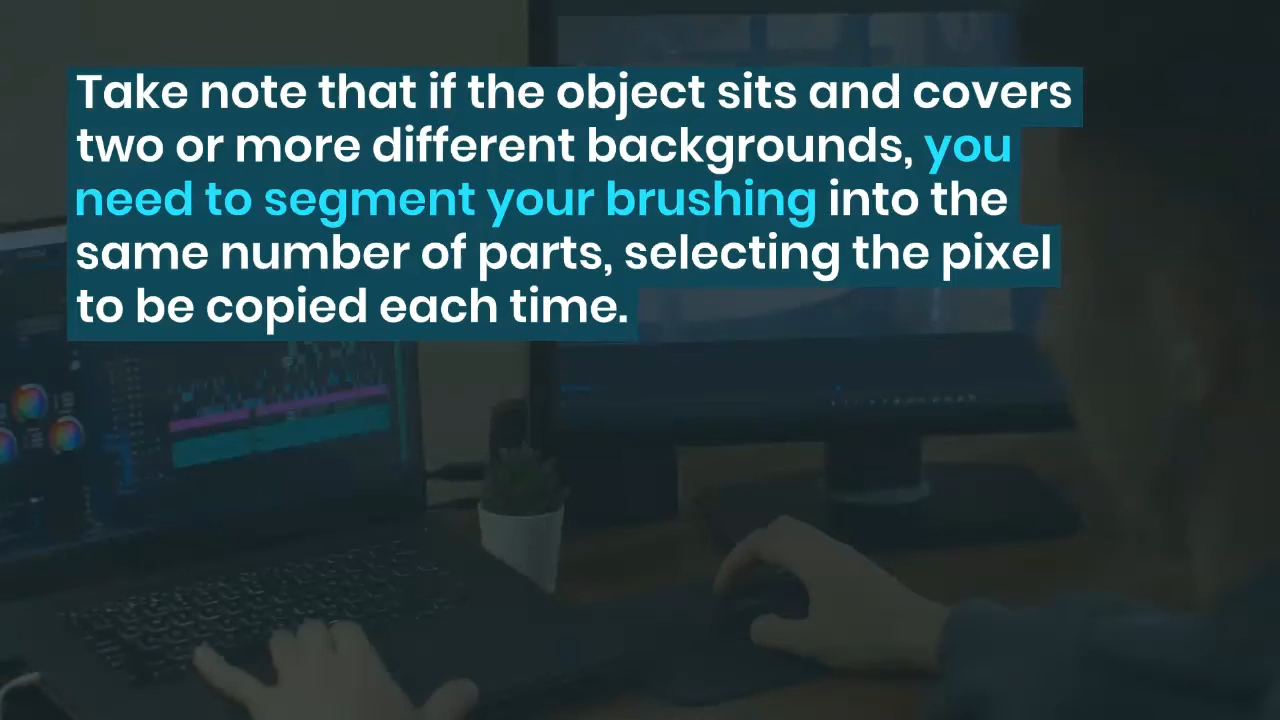 Take note that if the object sits and covers
two or more different backgrounds, you
need to segment your brushing into the
same number of parts, selecting the pixel
to be copied each time.